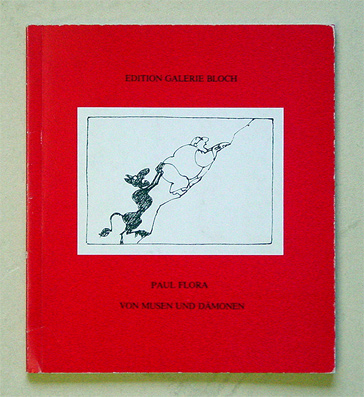 EDITION GALERIE BLOCH
PAUL FLORA
VON MUSEN UND DÄMONEN